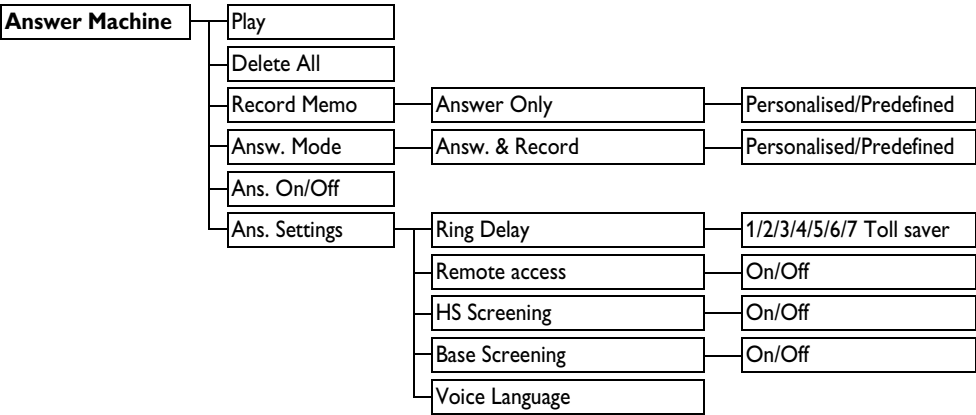 Answer Machine Play
Delete All
Record Memo Answer Only Personalised/Predefined
Answ. Mode Answ. & Record Personalised/Predefined
Ans. On/Off
Ans. Settings Ring Delay 1/2/3/4/5/6/7 Toll saver
Remote access On/Off
HS Screening On/Off
Base Screening On/Off
Voice Language